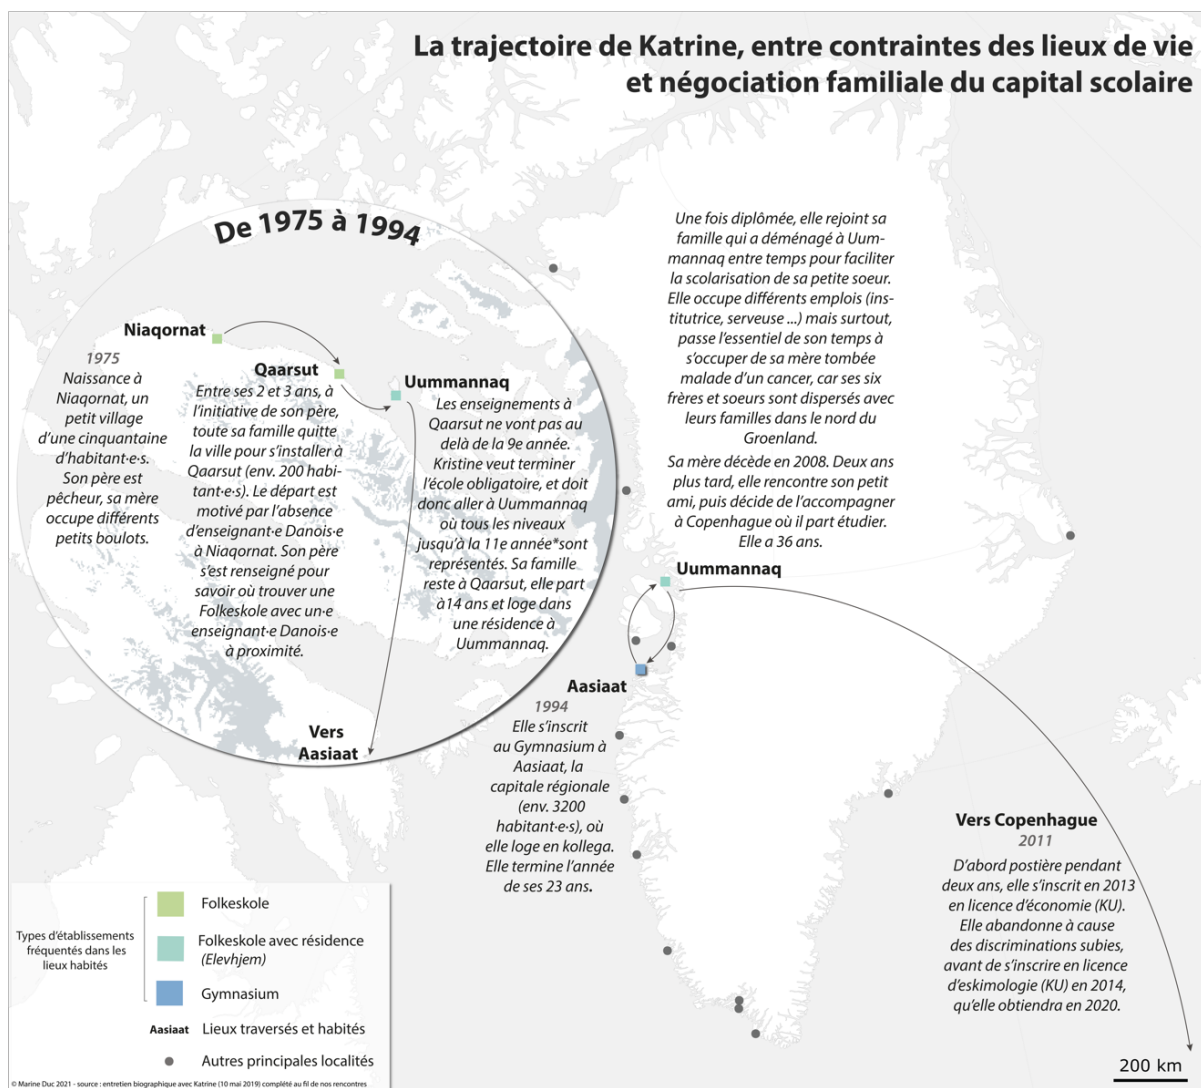 La trajectoire de Katrine, entre contraintes des lieux de vie
et négociation familiale du capital scolaire
De 1975 à 1994
Niaqornat
1975
Naissance à
Niaqornat, un
petit village
d'une cinquantaine
d'habitant·e·s.
Son père est
pêcheur, sa mère
occupe différents
petits boulots.
Qaarsut
Entre ses 2 et 3 ans, à
l'initiative de son père,
toute sa famille quitte
la ville pour s'installer à
Qaarsut (env. 200 habi-
tant·e·s). Le départ est
motivé par l'absence
d'enseignant·e Danois·e
à Niaqornat. Son père
s'est renseigné pour
savoir où trouver une
Folkeskole avec un·e
enseignant·e Danois·e
à proximité.
Uummannaq
Les enseignements à
Qaarsut ne vont pas au
delà de la 9e année.
Kristine veut terminer
l'école obligatoire, et doit
donc aller à Uummannaq
où tous les niveaux
jusqu'à la 11e année*sont
représentés. Sa famille
reste à Qaarsut, elle part
à14 ans et loge dans
une résidence à
Uummannaq.
Vers
Aasiaat
Une fois diplômée, elle rejoint sa
famille qui a déménagé à Uum-
mannaq entre temps pour faciliter
la scolarisation de sa petite soeur.
Elle occupe différents emplois (ins-
titutrice, serveuse ...) mais surtout,
passe l'essentiel de son temps à
s'occuper de sa mère tombée
malade d'un cancer, car ses six
frères et soeurs sont dispersés avec
leurs familles dans le nord du
Groenland.
Sa mère décède en 2008. Deux ans
plus tard, elle rencontre son petit
ami, puis décide de l'accompagner
à Copenhague où il part étudier.
Elle a 36 ans.
Uummannaq
Aasiaat
1994
Elle s'inscrit
au Gymnasium à
Aasiaat, la
capitale régionale
(env. 3200
habitant·e·s), où
elle loge en kollega.
Elle termine l'année
de ses 23 ans.
Vers Copenhague
2011
D'abord postière pendant
deux ans, elle s'inscrit en 2013
en licence d'économie (KU).
Elle abandonne à cause
des discriminations subies,
avant de s'inscrire en licence
d'eskimologie (KU) en 2014,
qu'elle obtiendra en 2020.
Types d'établissements
fréquentés dans les
lieux habités
Folkeskole
Folkeskole avec résidence
(Elevhjem)
Gymnasium
Aasiaat Lieux traversés et habités
Autres principales localités
200 km
© Marine Duc 2021 - source : entretien biographique avec Katrine (10 mai 2019) complété au fil de nos rencontres